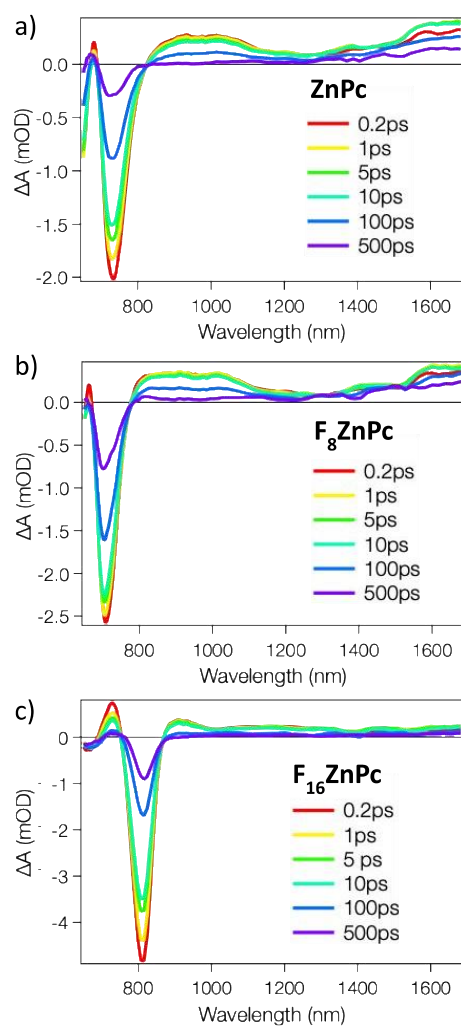 a)
0.0
-0.5
-1.0
-1.5
-2.0
ΔA (mOD)
ZnPc
0.2ps
1ps
5ps
10ps
100ps
500ps
800 1000 1200 1400 1600
Wavelength (nm)
b)
0.0
-0.5
-1.0
-1.5
-2.0
-2.5
ΔA (mOD)
F8ZnPc
0.2ps
1ps
5ps
10ps
100ps
500ps
800 1000 1200 1400 1600
Wavelength (nm)
c)
0
-1
-2
-3
-4
ΔA (mOD)
F16ZnPc
0.2ps
1ps
5 ps
10ps
100ps
500ps
800 1000 1200 1400 1600
Wavelength (nm)